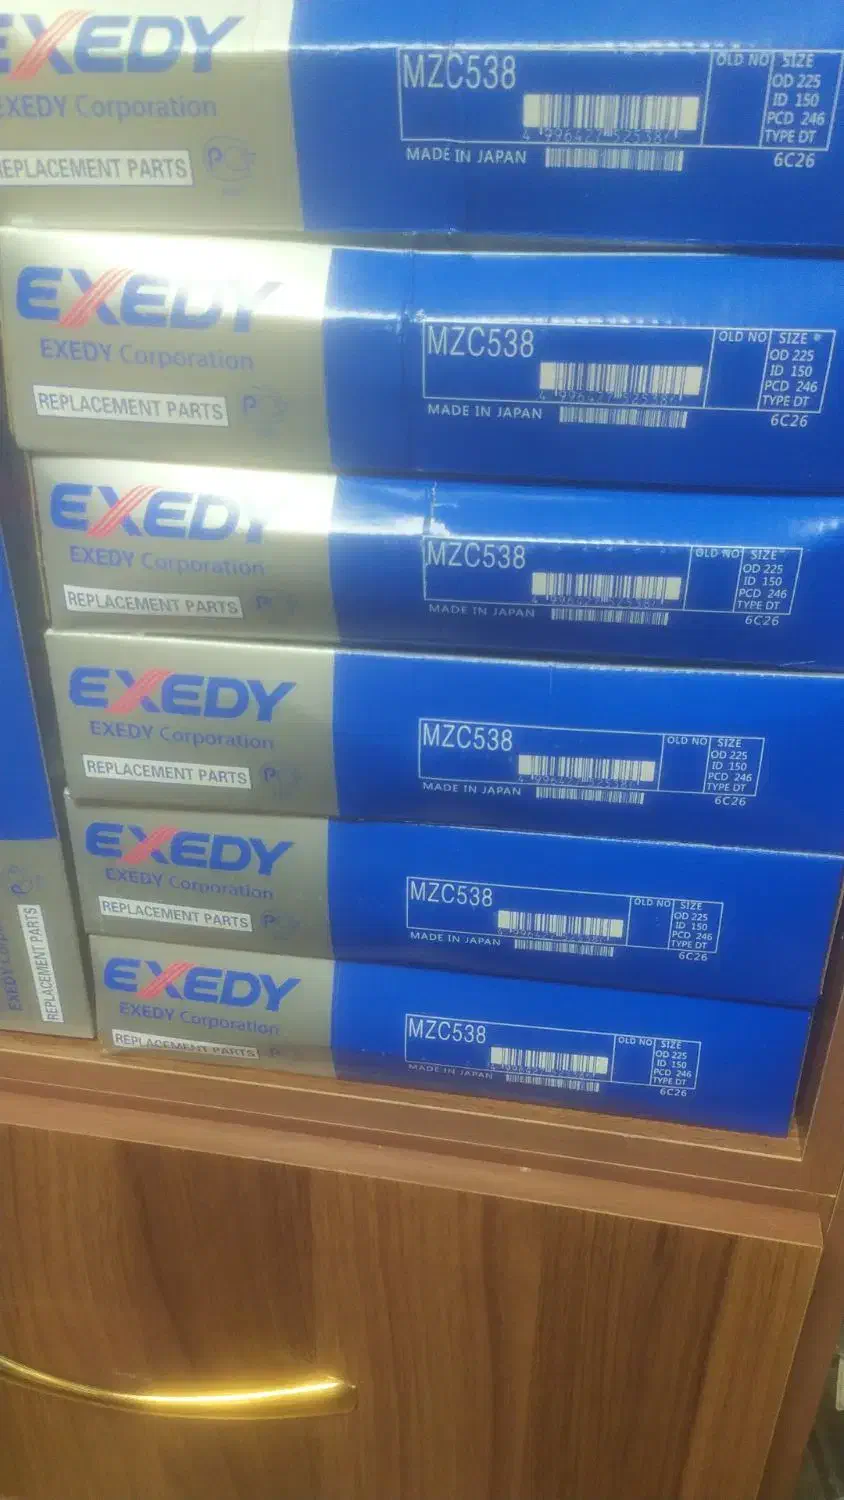 EXEDY
EXEDY Corporation
REPLACEMENT PARTS
MZC538
MADE IN JAPAN
OLD NO
SIZE
OD 225
ID 150
PCD 246
TYPE DT
6C26
EXEDY
EXEDY Corporation
REPLACEMENT PARTS
MZC538
MADE IN JAPAN
OLD NO
SIZE
OD 225
ID 150
PCD 246
TYPE DT
6C26
EXEDY
EXEDY Corporation
REPLACEMENT PARTS
MZC538
MADE IN JAPAN
OLD NO
SIZE
OD 225
ID 150
PCD 246
TYPE DT
6C26
EXEDY
EXEDY Corporation
REPLACEMENT PARTS
MZC538
MADE IN JAPAN
OLD NO
SIZE
OD 225
ID 150
PCD 246
TYPE DT
6C26
EXEDY
EXEDY Corporation
REPLACEMENT PARTS
MZC538
MADE IN JAPAN
OLD NO
SIZE
OD 225
ID 150
PCD 246
TYPE DT
6C26
EXEDY
EXEDY Corporation
REPLACEMENT PARTS
MZC538
MADE IN JAPAN
OLD NO
SIZE
OD 225
ID 150
PCD 246
TYPE DT
6C26
EXEDY
REPLACEMENT PARTS